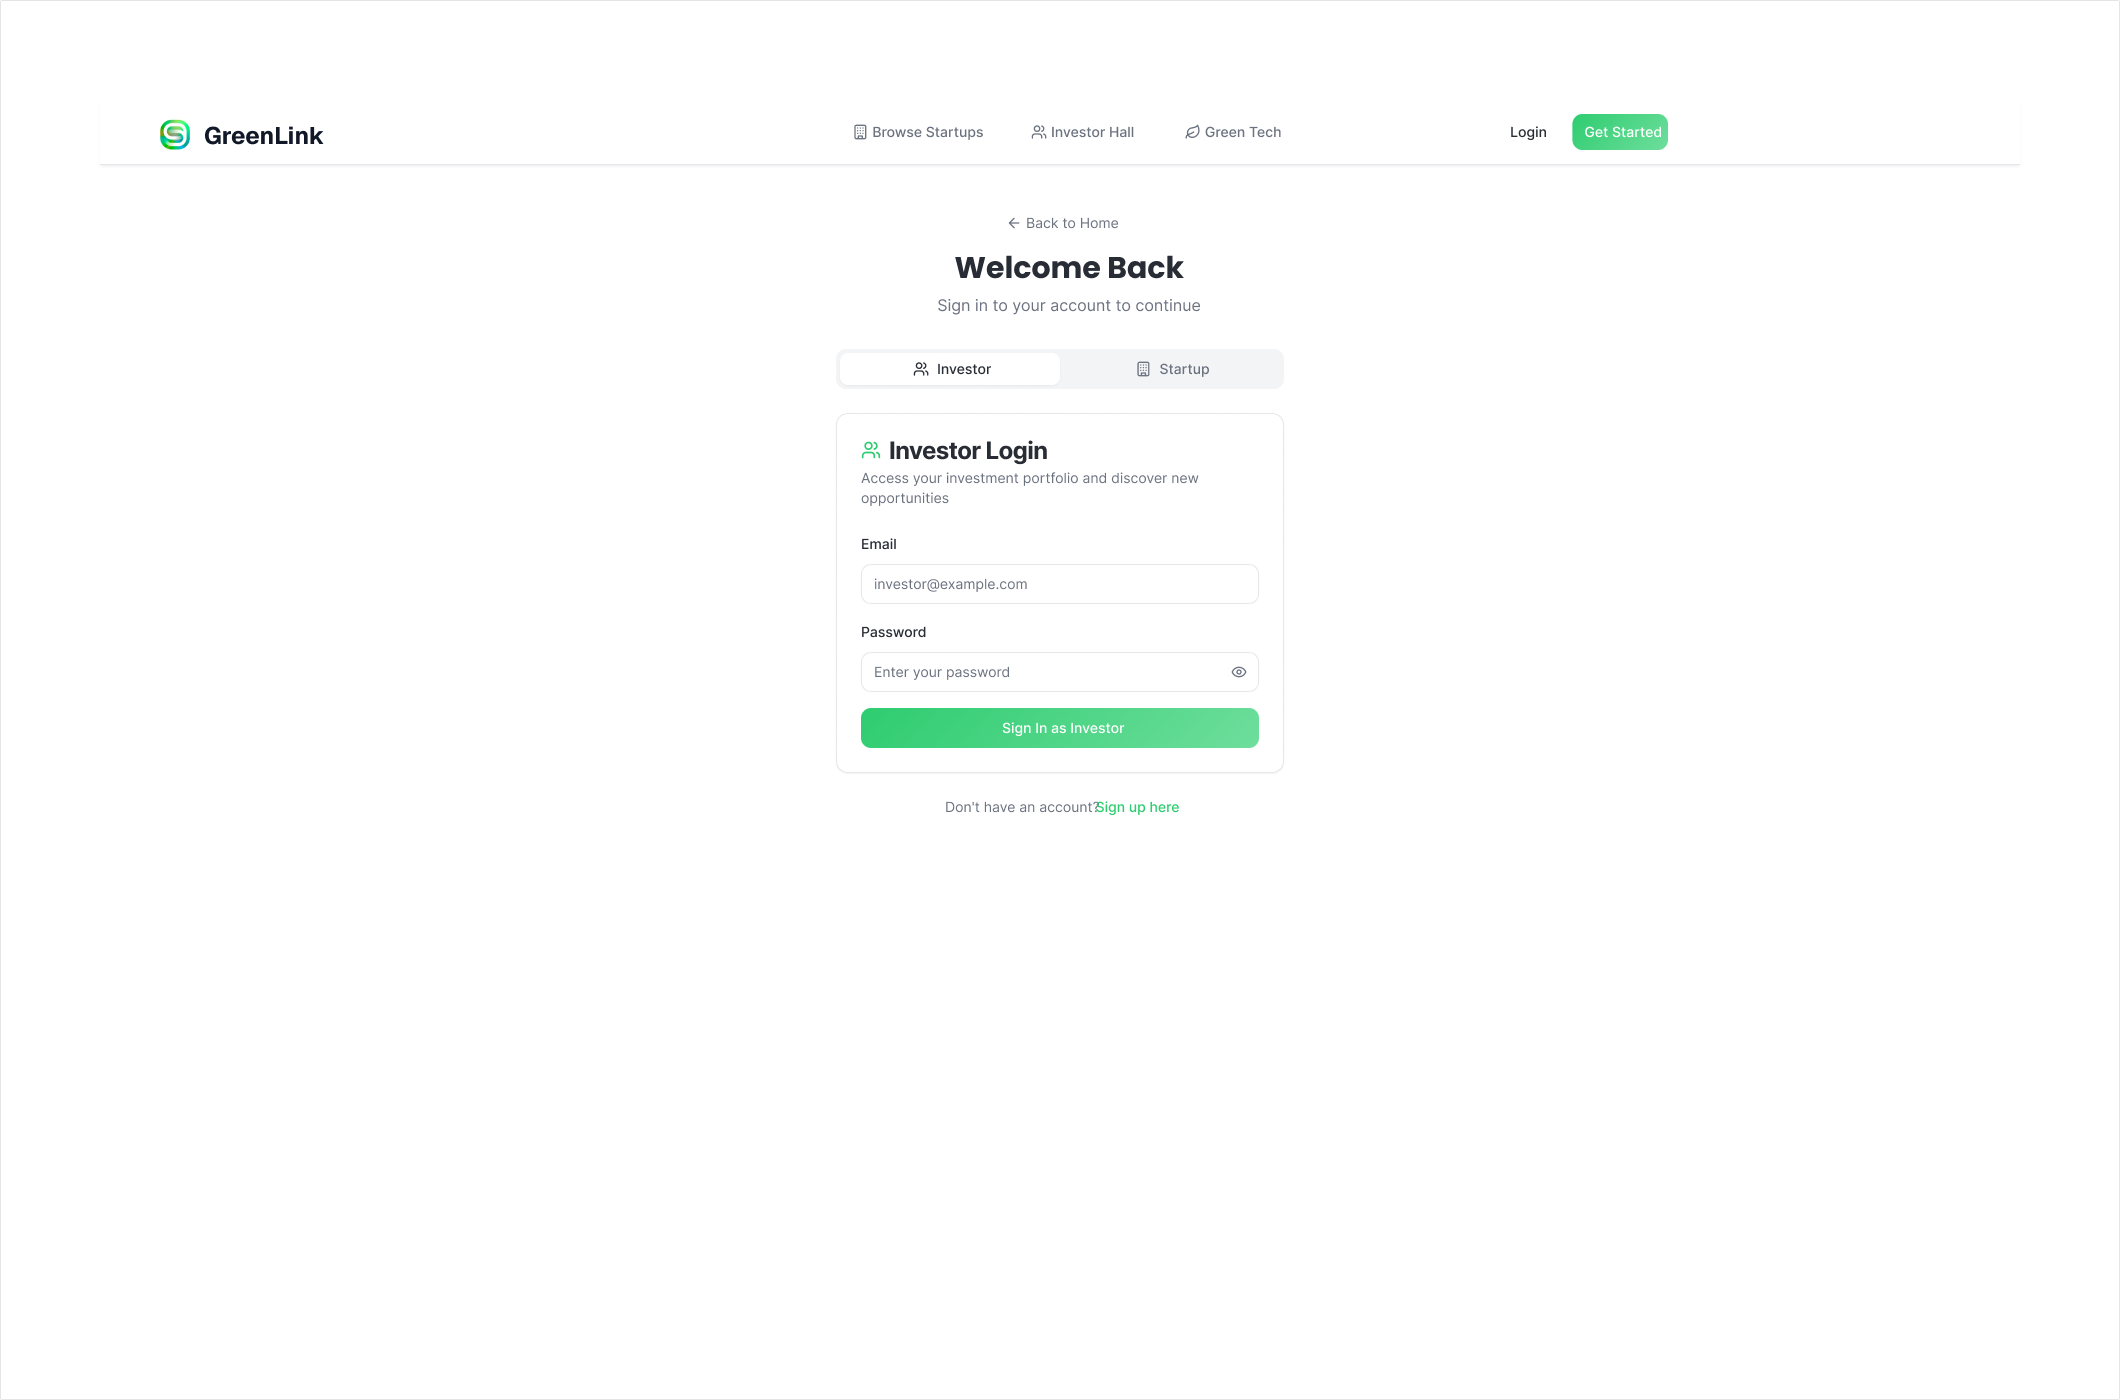 GreenLink
Browse Startups
Investor Hall
Green Tech
Login
Get Started
Back to Home
Welcome Back
Sign in to your account to continue
Investor
Startup
Investor Login
Access your investment portfolio and discover new
opportunities
Email
investor@example.com
Password
Enter your password
Sign In as Investor
Don't have an account? Sign up here